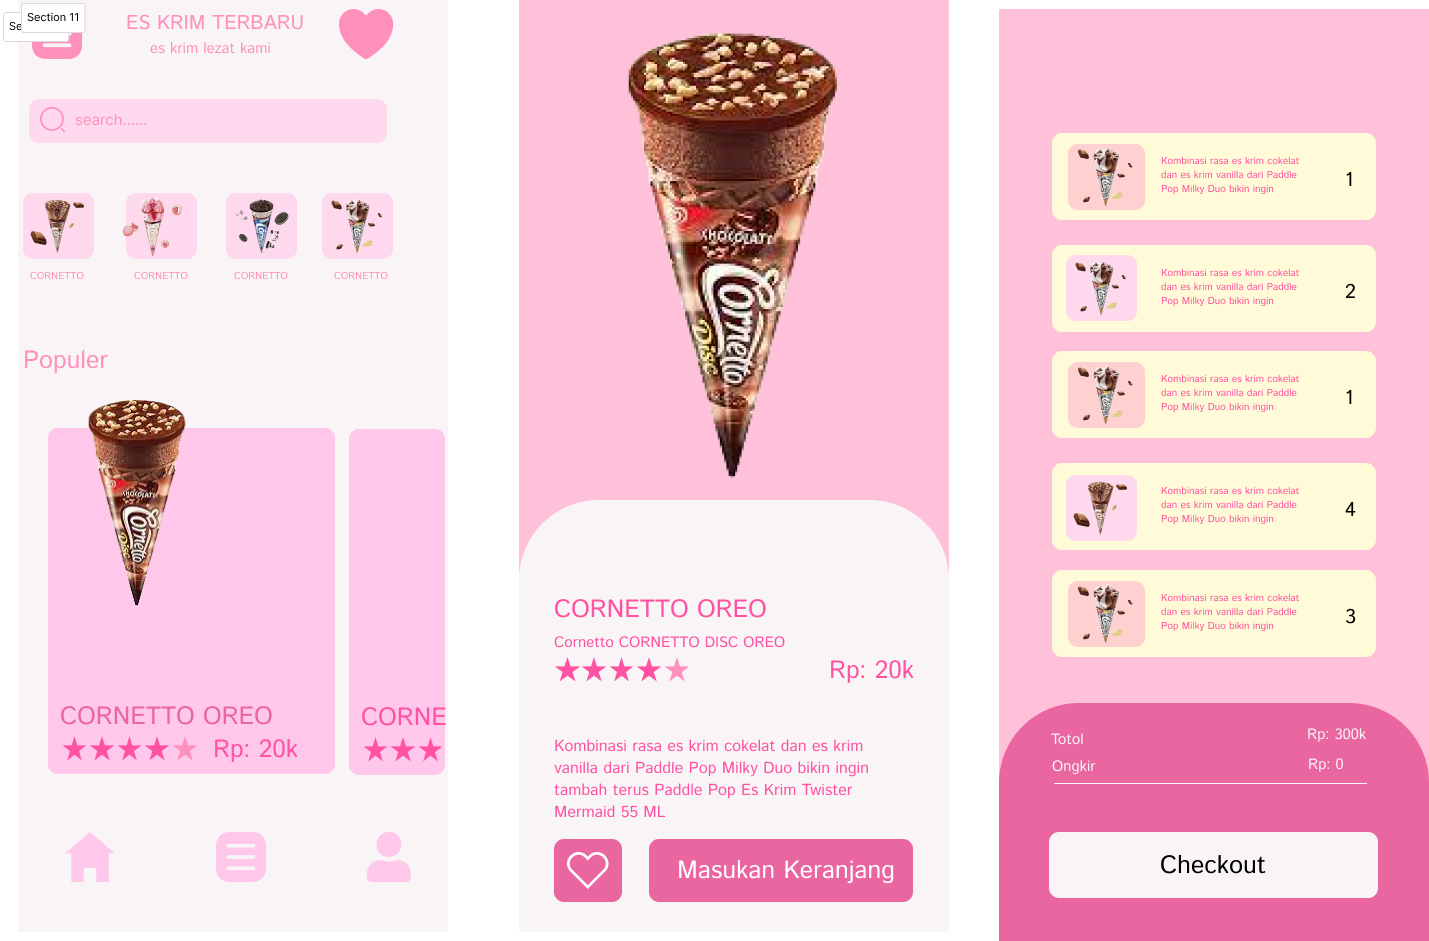 Se
Section 11
ES KRIM TERBARU
es krim lezat kami
search......
CORNETTO
CORNETTO
CORNETTO
CORNETTO
Populer
CHOCOLATE
Cornetto
Disc
CORNETTO OREO
Rp: 20k
CORNE
CHOCOLATE
Cornetto
Disc
CORNETTO OREO
Cornetto CORNETTO DISC OREO
Rp: 20k
Kombinasi rasa es krim cokelat dan es krim
vanilla dari Paddle Pop Milky Duo bikin ingin
tambah terus Paddle Pop Es Krim Twister
Mermaid 55 ML
Masukan Keranjang
Kombinasi rasa es krim cokelat
dan es krim vanilla dari Paddle
Pop Milky Duo bikin ingin
1
Kombinasi rasa es krim cokelat
dan es krim vanilla dari Paddle
Pop Milky Duo bikin ingin
2
Kombinasi rasa es krim cokelat
dan es krim vanilla dari Paddle
Pop Milky Duo bikin ingin
1
Kombinasi rasa es krim cokelat
dan es krim vanilla dari Paddle
Pop Milky Duo bikin ingin
4
Kombinasi rasa es krim cokelat
dan es krim vanilla dari Paddle
Pop Milky Duo bikin ingin
3
Totol
Rp: 300k
Ongkir
Rp: 0
Checkout